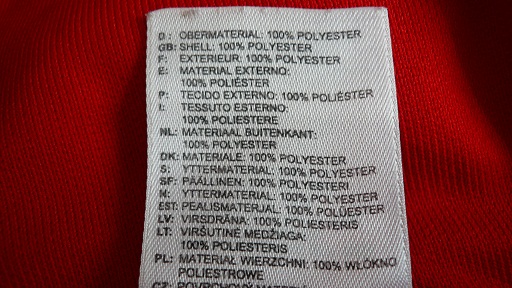 D: OBERMATERIAL: 100% POLYESTER
GB: SHELL: 100% POLYESTER
F: EXTERIEUR: 100% POLYESTER
E: MATERIAL EXTERNO:
100% POLIÉSTER
P: TECIDO EXTERNO: 100% POLIÉSTER
I: TESSUTO ESTERNO:
100% POLIESTERE
NL: MATERIAAL BUITENKANT:
100% POLYESTER
DK: MATERIALE: 100% POLYESTER
S: YTTERMATERIAL: 100% POLYESTER
SF: PÄÄLLINEN: 100% POLYESTERI
N: YTTERMATERIAL: 100% POLYESTER
EST: PEALISMATERJAL: 100% POLÜESTER
LV: VIRSDRĀNA: 100% POLIESTERIS
LT: VIRŠUTINĖ MEDŽIAGA:
100% POLIESTERIS
PL: MATERIAŁ WIERZCHNI: 100% WŁÓKNO
POLIESTROWE
CZ: POVRCHOVÝ MATERIÁL